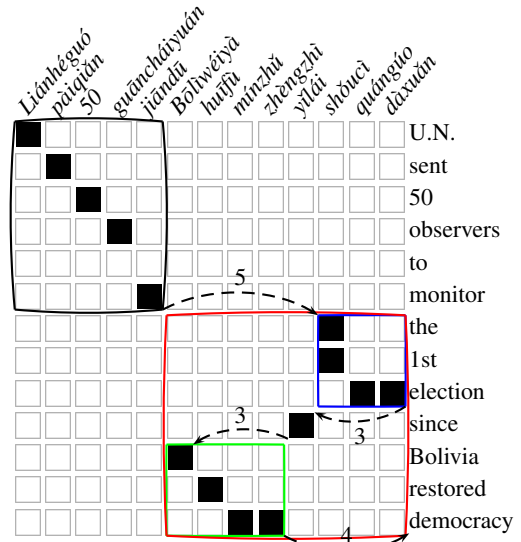 Liánhéguó
pàiqiǎn
50
guāncháiyuán
jiāndū
Bōlìwéiyà
huīfù
mínzhǔ
zhèngzhì
yǐlái
shǒucì
quánguó
dàxuǎn
U.N.
sent
50
observers
to
monitor
5
the
1st
election
3
3
since
Bolivia
restored
democracy
4